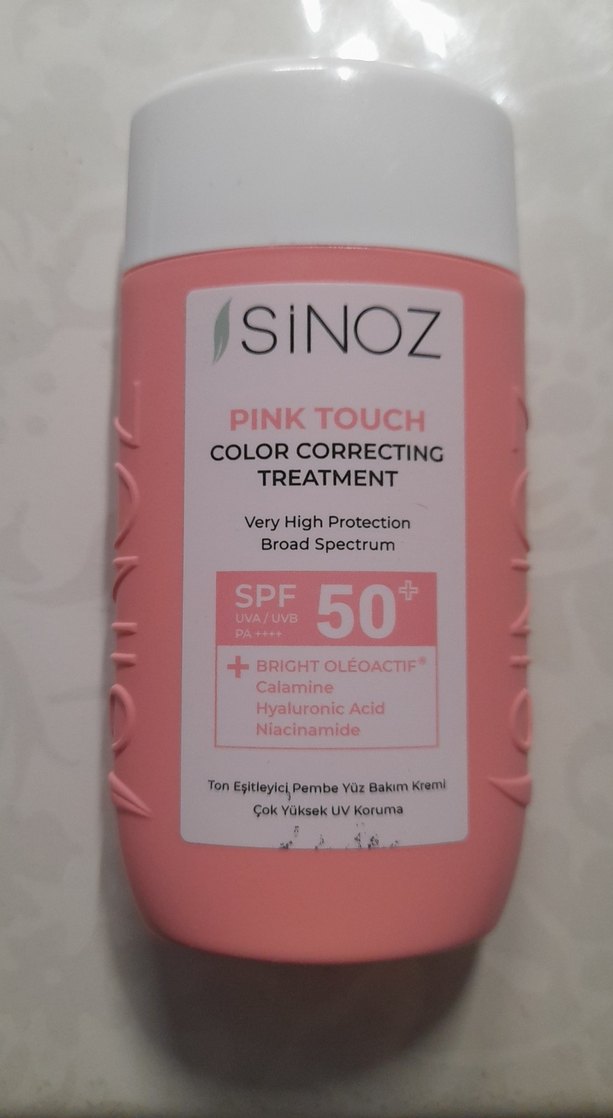 SiNOZ
PINK TOUCH
COLOR CORRECTING
TREATMENT
Very High Protection
Broad Spectrum
SPF 50+
UVA / UVB
PA ++++
+ BRIGHT OLÉOACTIF®
Calamine
Hyaluronic Acid
Niacinamide
Ton Eşitleyici Pembe Yüz Bakım Kremi
Çok Yüksek UV Koruma